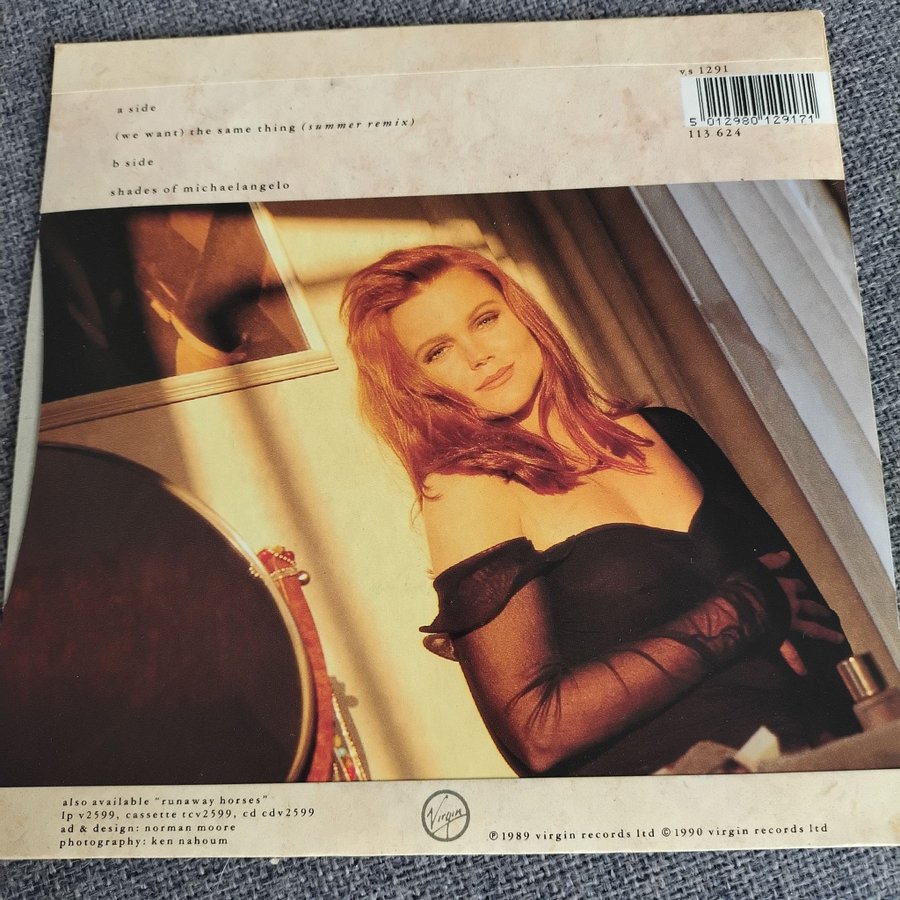 a side
(we want) the same thing (summer remix)
b side
shades of michaelangelo
vs 1291
5 012980 129171
113 624
also available "runaway horses"
lp v2599, cassette tcv2599, cd cdv2599
ad & design: norman moore
photography: ken nahoum
Virgin
℗1989 virgin records ltd ©1990 virgin records ltd